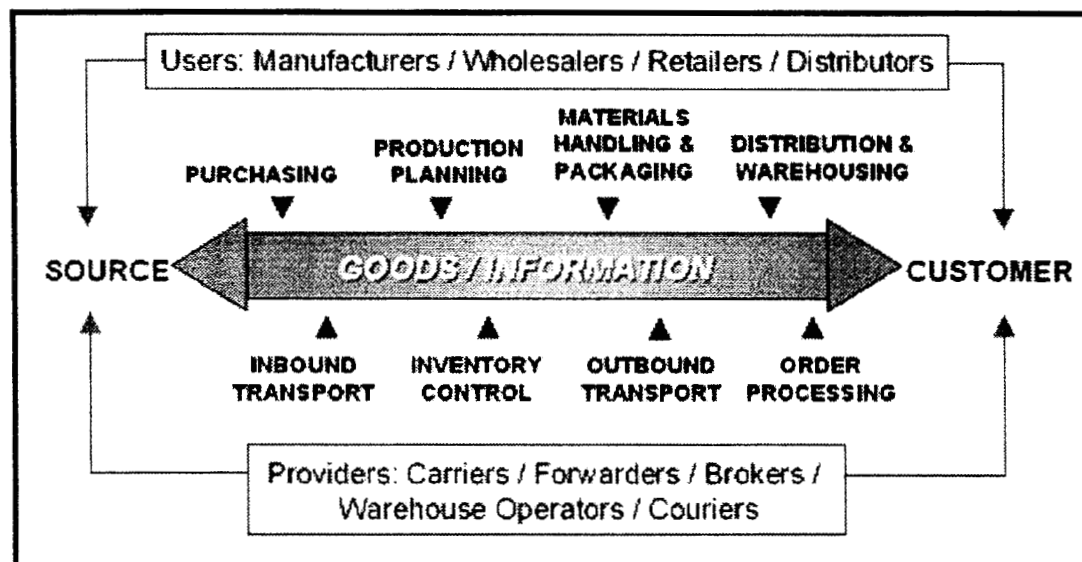 Users: Manufacturers / Wholesalers / Retailers / Distributors
PURCHASING
PRODUCTION
PLANNING
MATERIALS
HANDLING &
PACKAGING
DISTRIBUTION &
WAREHOUSING
SOURCE
GOODS / INFORMATION
CUSTOMER
INBOUND
TRANSPORT
INVENTORY
CONTROL
OUTBOUND
TRANSPORT
ORDER
PROCESSING
Providers: Carriers / Forwarders / Brokers /
Warehouse Operators / Couriers